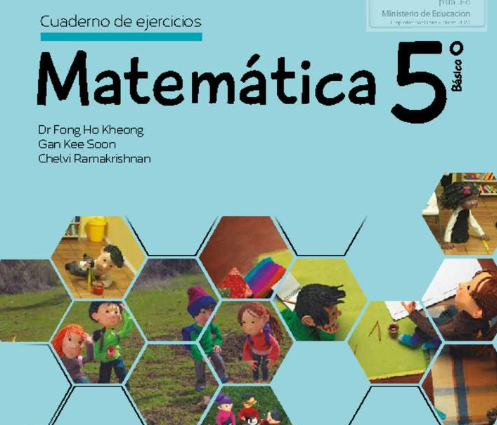 Cuaderno de ejercicios
Ministerio de Educación
Matemática 5°
Básico
Dr Fong Ho Kheong
Gan Kee Soon
Chelvi Ramakrishnan